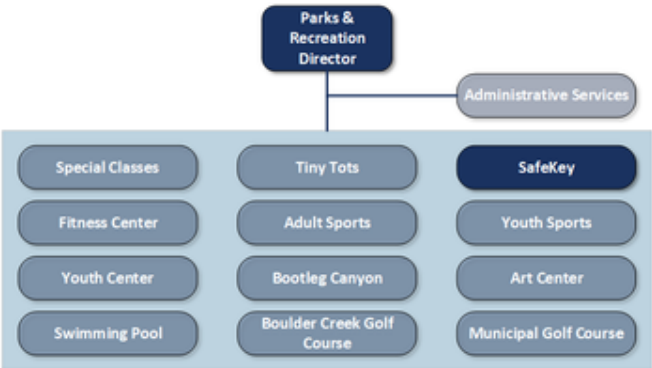 Parks &
Recreation
Director
Administrative Services
Special Classes
Tiny Tots
SafeKey
Fitness Center
Adult Sports
Youth Sports
Youth Center
Bootleg Canyon
Art Center
Swimming Pool
Boulder Creek Golf
Course
Municipal Golf Course